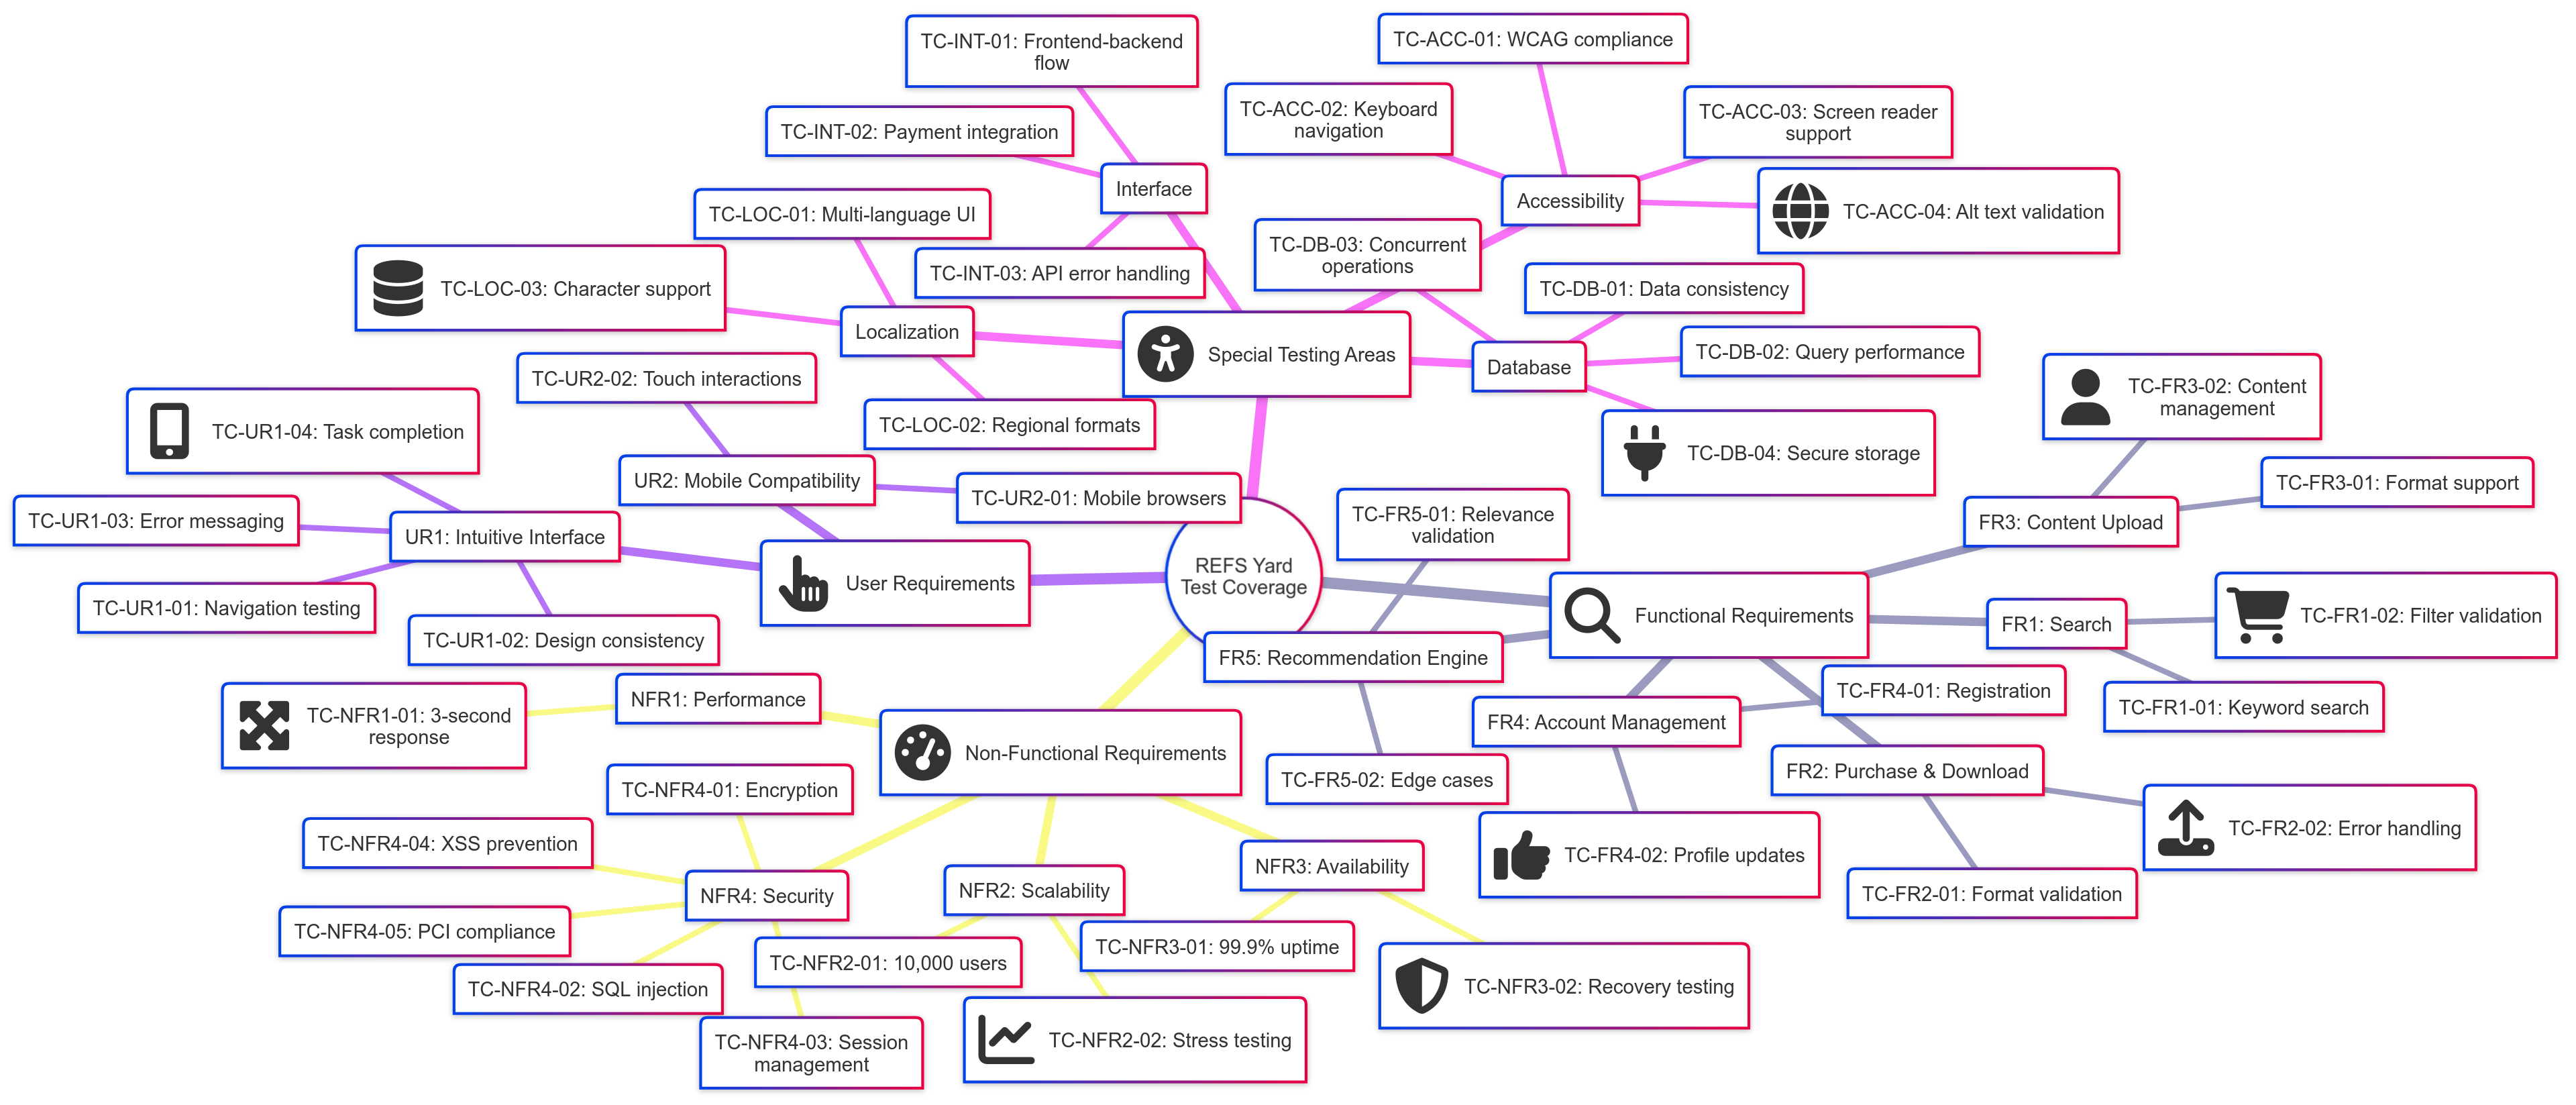 TC-INT-01: Frontend-backend
flow
TC-ACC-01: WCAG compliance
TC-INT-02: Payment integration
TC-ACC-02: Keyboard
navigation
TC-ACC-03: Screen reader
support
Interface
Accessibility
TC-LOC-01: Multi-language UI
TC-ACC-04: Alt text validation
TC-INT-03: API error handling
TC-DB-03: Concurrent
operations
TC-LOC-03: Character support
TC-DB-01: Data consistency
Localization
Special Testing Areas
Database
TC-DB-02: Query performance
TC-UR2-02: Touch interactions
TC-FR3-02: Content
management
TC-UR1-04: Task completion
TC-LOC-02: Regional formats
TC-DB-04: Secure storage
UR2: Mobile Compatibility
TC-UR2-01: Mobile browsers
TC-FR3-01: Format support
TC-UR1-03: Error messaging
UR1: Intuitive Interface
TC-FR5-01: Relevance
validation
FR3: Content Upload
User Requirements
REFS Yard
Test Coverage
TC-UR1-01: Navigation testing
TC-UR1-02: Design consistency
Functional Requirements
FR1: Search
TC-FR1-02: Filter validation
FR5: Recommendation Engine
TC-FR4-01: Registration
TC-FR1-01: Keyword search
NFR1: Performance
TC-NFR1-01: 3-second
response
FR4: Account Management
Non-Functional Requirements
FR2: Purchase & Download
TC-FR5-02: Edge cases
TC-NFR4-01: Encryption
TC-FR2-02: Error handling
TC-NFR4-04: XSS prevention
TC-FR4-02: Profile updates
NFR3: Availability
NFR4: Security
NFR2: Scalability
TC-FR2-01: Format validation
TC-NFR4-05: PCI compliance
TC-NFR3-01: 99.9% uptime
TC-NFR2-01: 10,000 users
TC-NFR4-02: SQL injection
TC-NFR3-02: Recovery testing
TC-NFR4-03: Session
management
TC-NFR2-02: Stress testing